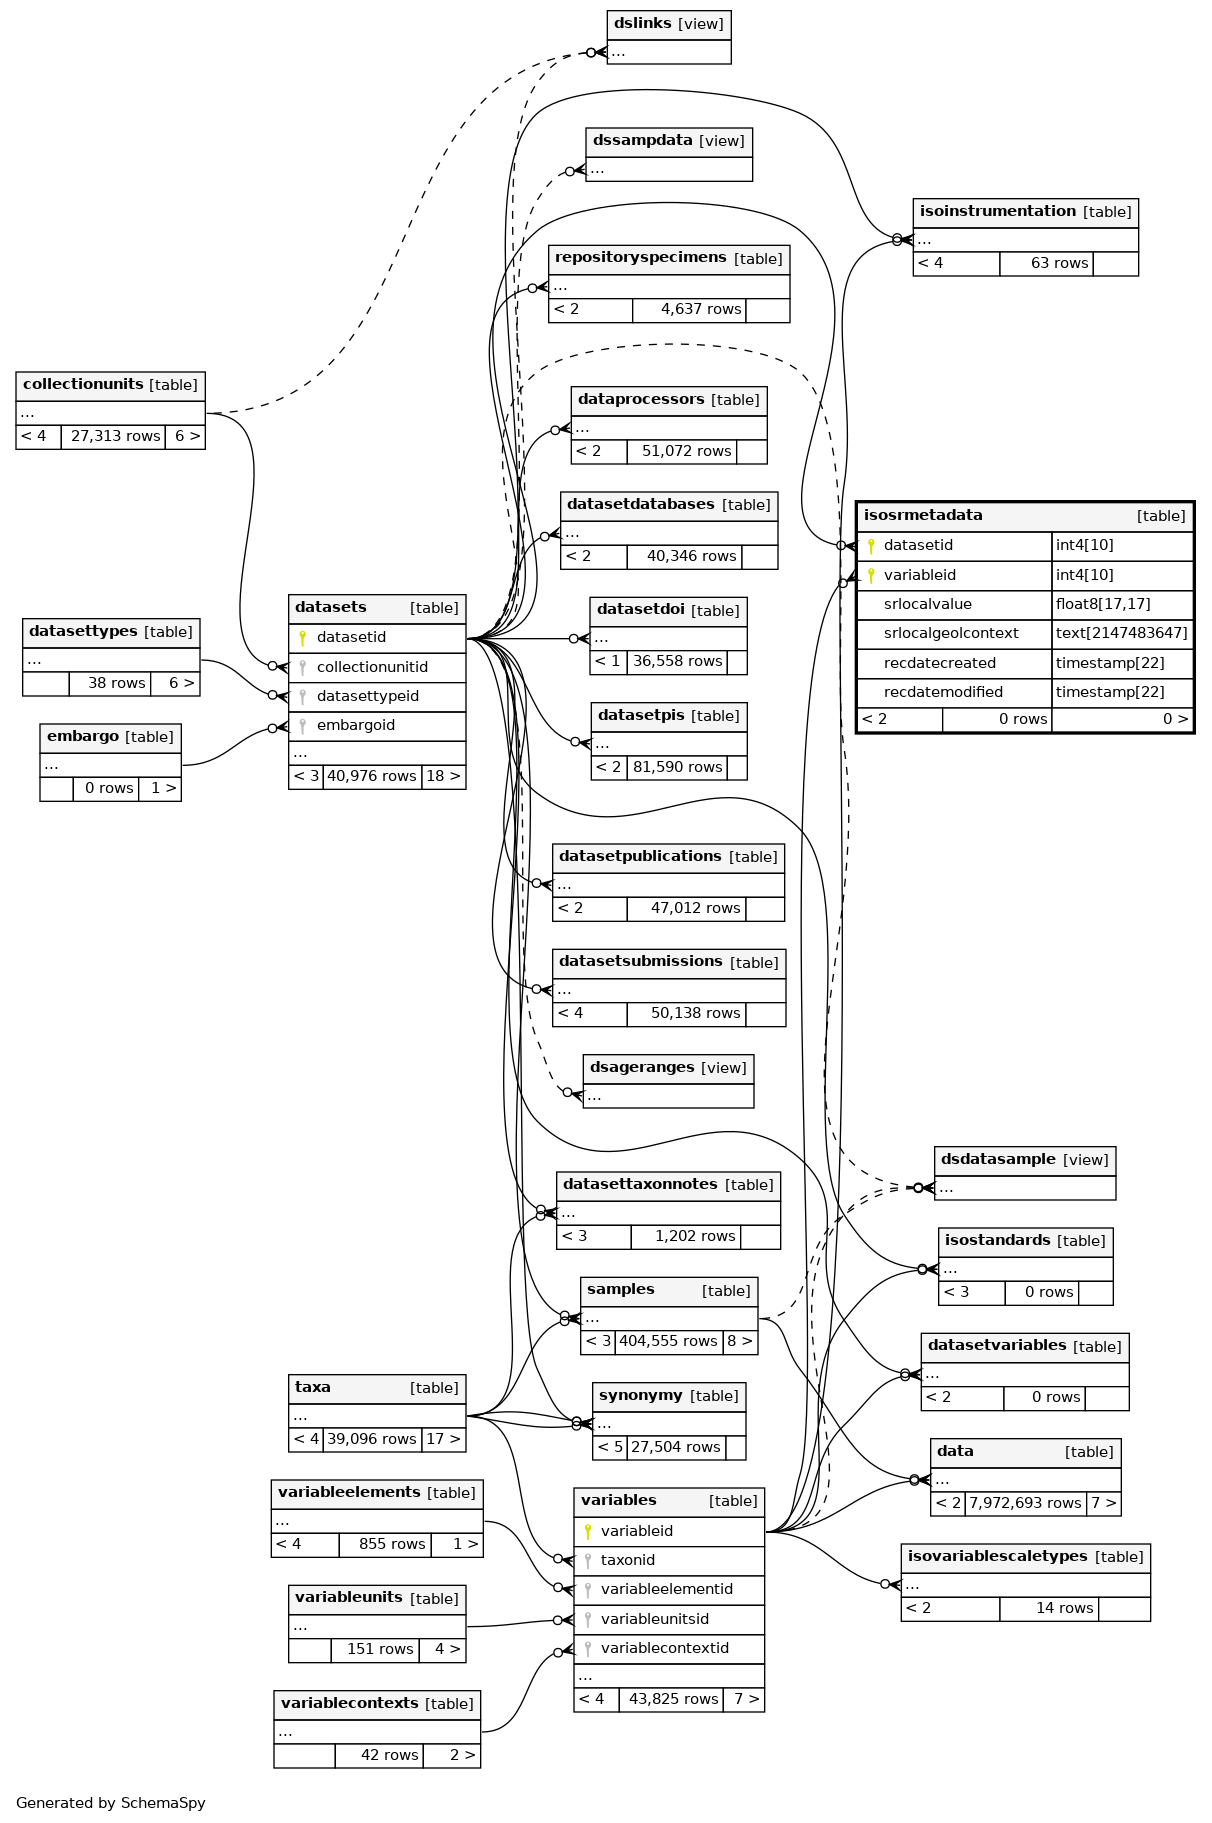 dslinks [view]
...
dssampdata [view]
...
isoinstrumentation [table]
...
< 4 63 rows
repositoryspecimens [table]
...
< 2 4,637 rows
collectionunits [table]
...
< 4 27,313 rows 6 >
dataprocessors [table]
...
< 2 51,072 rows
datasetdatabases [table]
...
< 2 40,346 rows
isosrmetadata [table]
datasetid int4[10]
variableid int4[10]
srlocalvalue float8[17,17]
srlocalgeolcontext text[2147483647]
recdatecreated timestamp[22]
recdatemodified timestamp[22]
< 2 0 rows 0 >
datasets [table]
datasetid
collectionunitid
datasettypeid
embargoid
...
< 3 40,976 rows 18 >
datasetdoi [table]
...
< 1 36,558 rows
datasettypes [table]
...
38 rows 6 >
embargo [table]
...
0 rows 1 >
datasetpis [table]
...
< 2 81,590 rows
datasetpublications [table]
...
< 2 47,012 rows
datasetsubmissions [table]
...
< 4 50,138 rows
dsageranges [view]
...
dsdatasample [view]
...
datasettaxonnotes [table]
...
< 3 1,202 rows
isostandards [table]
...
< 3 0 rows
samples [table]
...
< 3 404,555 rows 8 >
datasetvariables [table]
...
< 2 0 rows
taxa [table]
...
< 4 39,096 rows 17 >
synonymy [table]
...
< 5 27,504 rows
data [table]
...
< 2 7,972,693 rows 7 >
variableelements [table]
...
< 4 855 rows 1 >
variables [table]
variableid
taxonid
variableelementid
variableunitsid
variablecontextid
...
< 4 43,825 rows 7 >
isovariablescaletypes [table]
...
< 2 14 rows
variableunits [table]
...
151 rows 4 >
variablecontexts [table]
...
42 rows 2 >
Generated by SchemaSpy